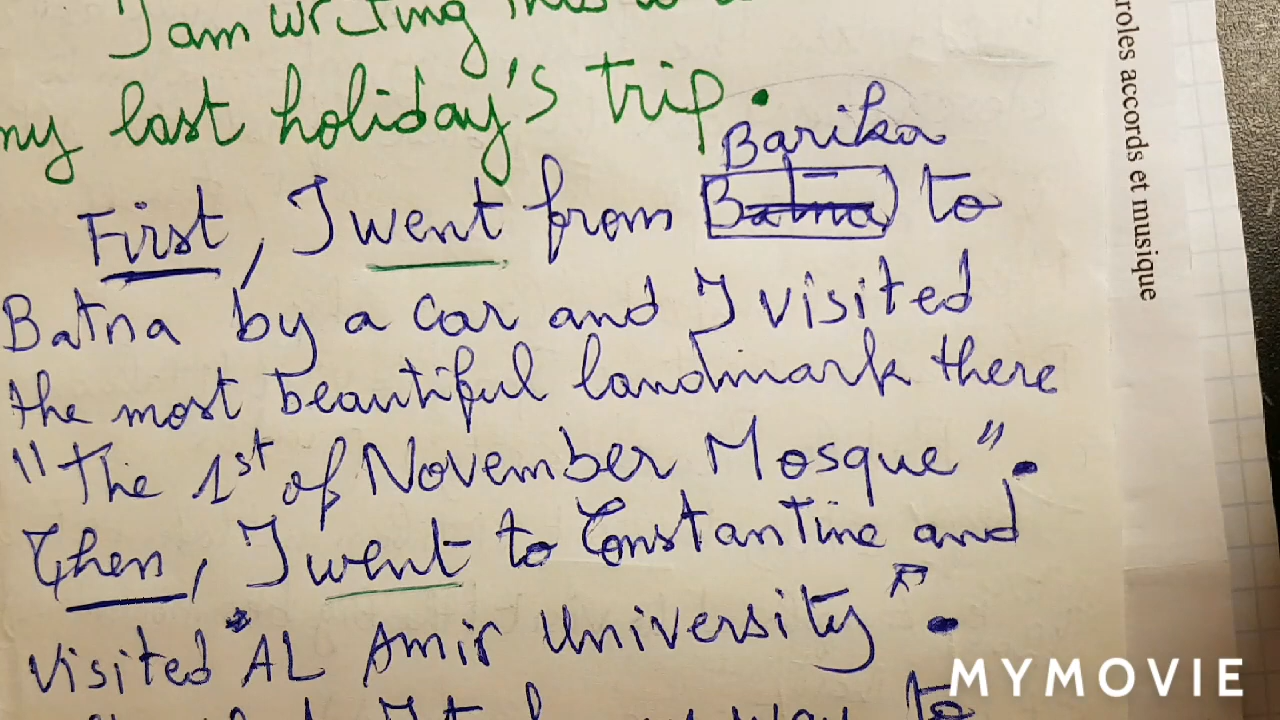 I am writing this
my last holiday's trip.
Barika
First, I went from Batna to
Batna by a car and I visited
the most beautiful landmark there
"The 1st of November Mosque".
Then, I went to Constantine and
visited "AL Amir University".
to
roles accords et musique
MYMOVIE